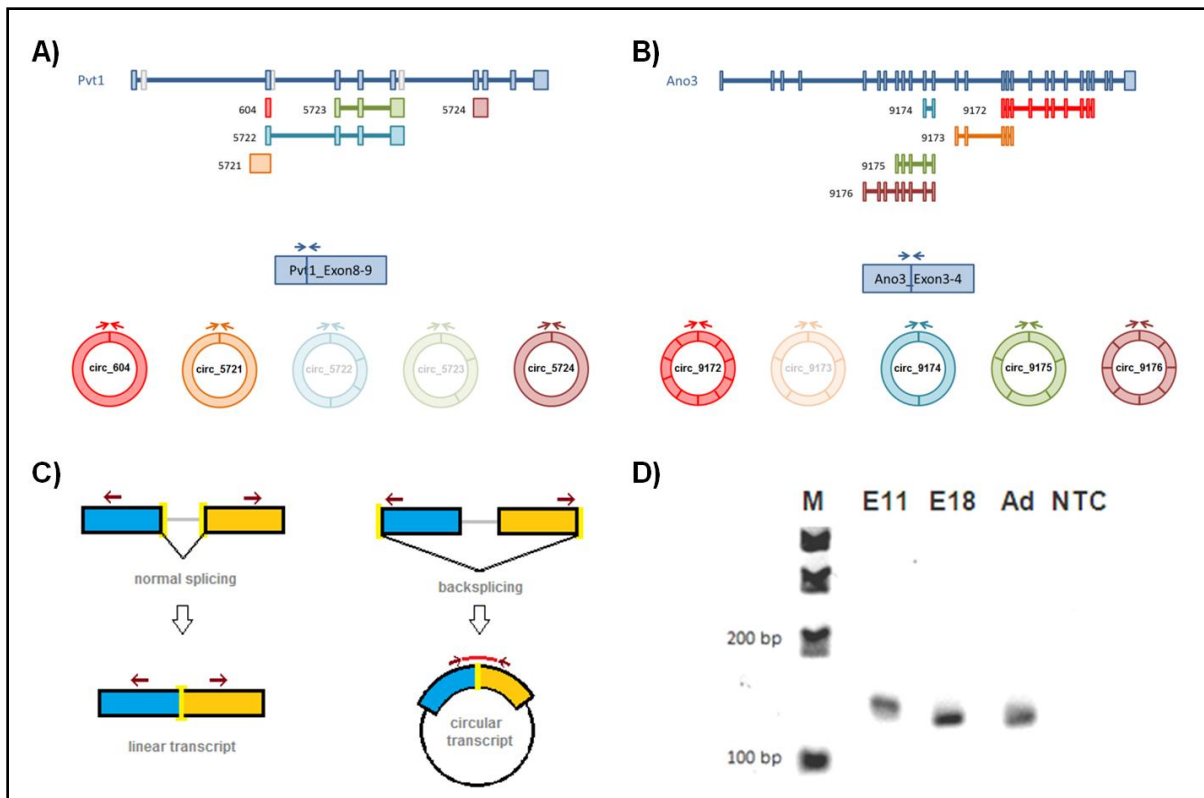 A)
Pvt1
604
5723
5724
5722
5721
Pvt1_Exon8-9
circ_604
circ_5721
circ_5722
circ_5723
circ_5724
B)
Ano3
9174
9172
9173
9175
9176
Ano3_Exon3-4
circ_9172
circ_9173
circ_9174
circ_9175
circ_9176
C)
normal splicing
backsplicing
linear transcript
circular
transcript
D)
M E11 E18 Ad NTC
200 bp
100 bp